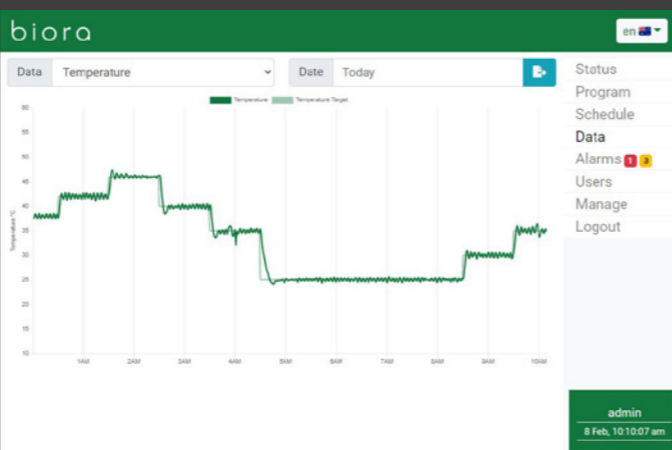 biora
en
Data Temperature Date Today
Temperature Temperature Target
Temperature °C
60
55
50
45
40
35
30
25
20
15
10
1AM 2AM 3AM 4AM 5AM 6AM 7AM 8AM 9AM 10AM
Status
Program
Schedule
Data
Alarms 1 3
Users
Manage
Logout
admin
8 Feb, 10:10:07 am